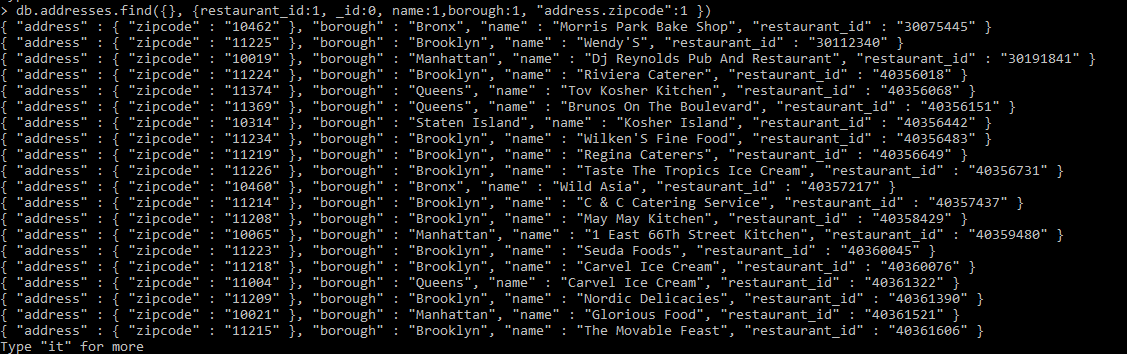 > db.addresses.find({}, {restaurant_id:1, _id:0, name:1,borough:1, "address.zipcode":1 })
{ "address" : { "zipcode" : "10462" }, "borough" : "Bronx", "name" : "Morris Park Bake Shop", "restaurant_id" : "30075445" }
{ "address" : { "zipcode" : "11225" }, "borough" : "Brooklyn", "name" : "Wendy'S", "restaurant_id" : "30112340" }
{ "address" : { "zipcode" : "10019" }, "borough" : "Manhattan", "name" : "Dj Reynolds Pub And Restaurant", "restaurant_id" : "30191841" }
{ "address" : { "zipcode" : "11224" }, "borough" : "Brooklyn", "name" : "Riviera Caterer", "restaurant_id" : "40356018" }
{ "address" : { "zipcode" : "11374" }, "borough" : "Queens", "name" : "Tov Kosher Kitchen", "restaurant_id" : "40356068" }
{ "address" : { "zipcode" : "11369" }, "borough" : "Queens", "name" : "Brunos On The Boulevard", "restaurant_id" : "40356151" }
{ "address" : { "zipcode" : "10314" }, "borough" : "Staten Island", "name" : "Kosher Island", "restaurant_id" : "40356442" }
{ "address" : { "zipcode" : "11234" }, "borough" : "Brooklyn", "name" : "Wilken'S Fine Food", "restaurant_id" : "40356483" }
{ "address" : { "zipcode" : "11219" }, "borough" : "Brooklyn", "name" : "Regina Caterers", "restaurant_id" : "40356649" }
{ "address" : { "zipcode" : "11226" }, "borough" : "Brooklyn", "name" : "Taste The Tropics Ice Cream", "restaurant_id" : "40356731" }
{ "address" : { "zipcode" : "10460" }, "borough" : "Bronx", "name" : "Wild Asia", "restaurant_id" : "40357217" }
{ "address" : { "zipcode" : "11214" }, "borough" : "Brooklyn", "name" : "C & C Catering Service", "restaurant_id" : "40357437" }
{ "address" : { "zipcode" : "11208" }, "borough" : "Brooklyn", "name" : "May May Kitchen", "restaurant_id" : "40358429" }
{ "address" : { "zipcode" : "10065" }, "borough" : "Manhattan", "name" : "1 East 66Th Street Kitchen", "restaurant_id" : "40359480" }
{ "address" : { "zipcode" : "11223" }, "borough" : "Brooklyn", "name" : "Seuda Foods", "restaurant_id" : "40360045" }
{ "address" : { "zipcode" : "11218" }, "borough" : "Brooklyn", "name" : "Carvel Ice Cream", "restaurant_id" : "40360076" }
{ "address" : { "zipcode" : "11004" }, "borough" : "Queens", "name" : "Carvel Ice Cream", "restaurant_id" : "40361322" }
{ "address" : { "zipcode" : "11209" }, "borough" : "Brooklyn", "name" : "Nordic Delicacies", "restaurant_id" : "40361390" }
{ "address" : { "zipcode" : "10021" }, "borough" : "Manhattan", "name" : "Glorious Food", "restaurant_id" : "40361521" }
{ "address" : { "zipcode" : "11215" }, "borough" : "Brooklyn", "name" : "The Movable Feast", "restaurant_id" : "40361606" }
Type "it" for more